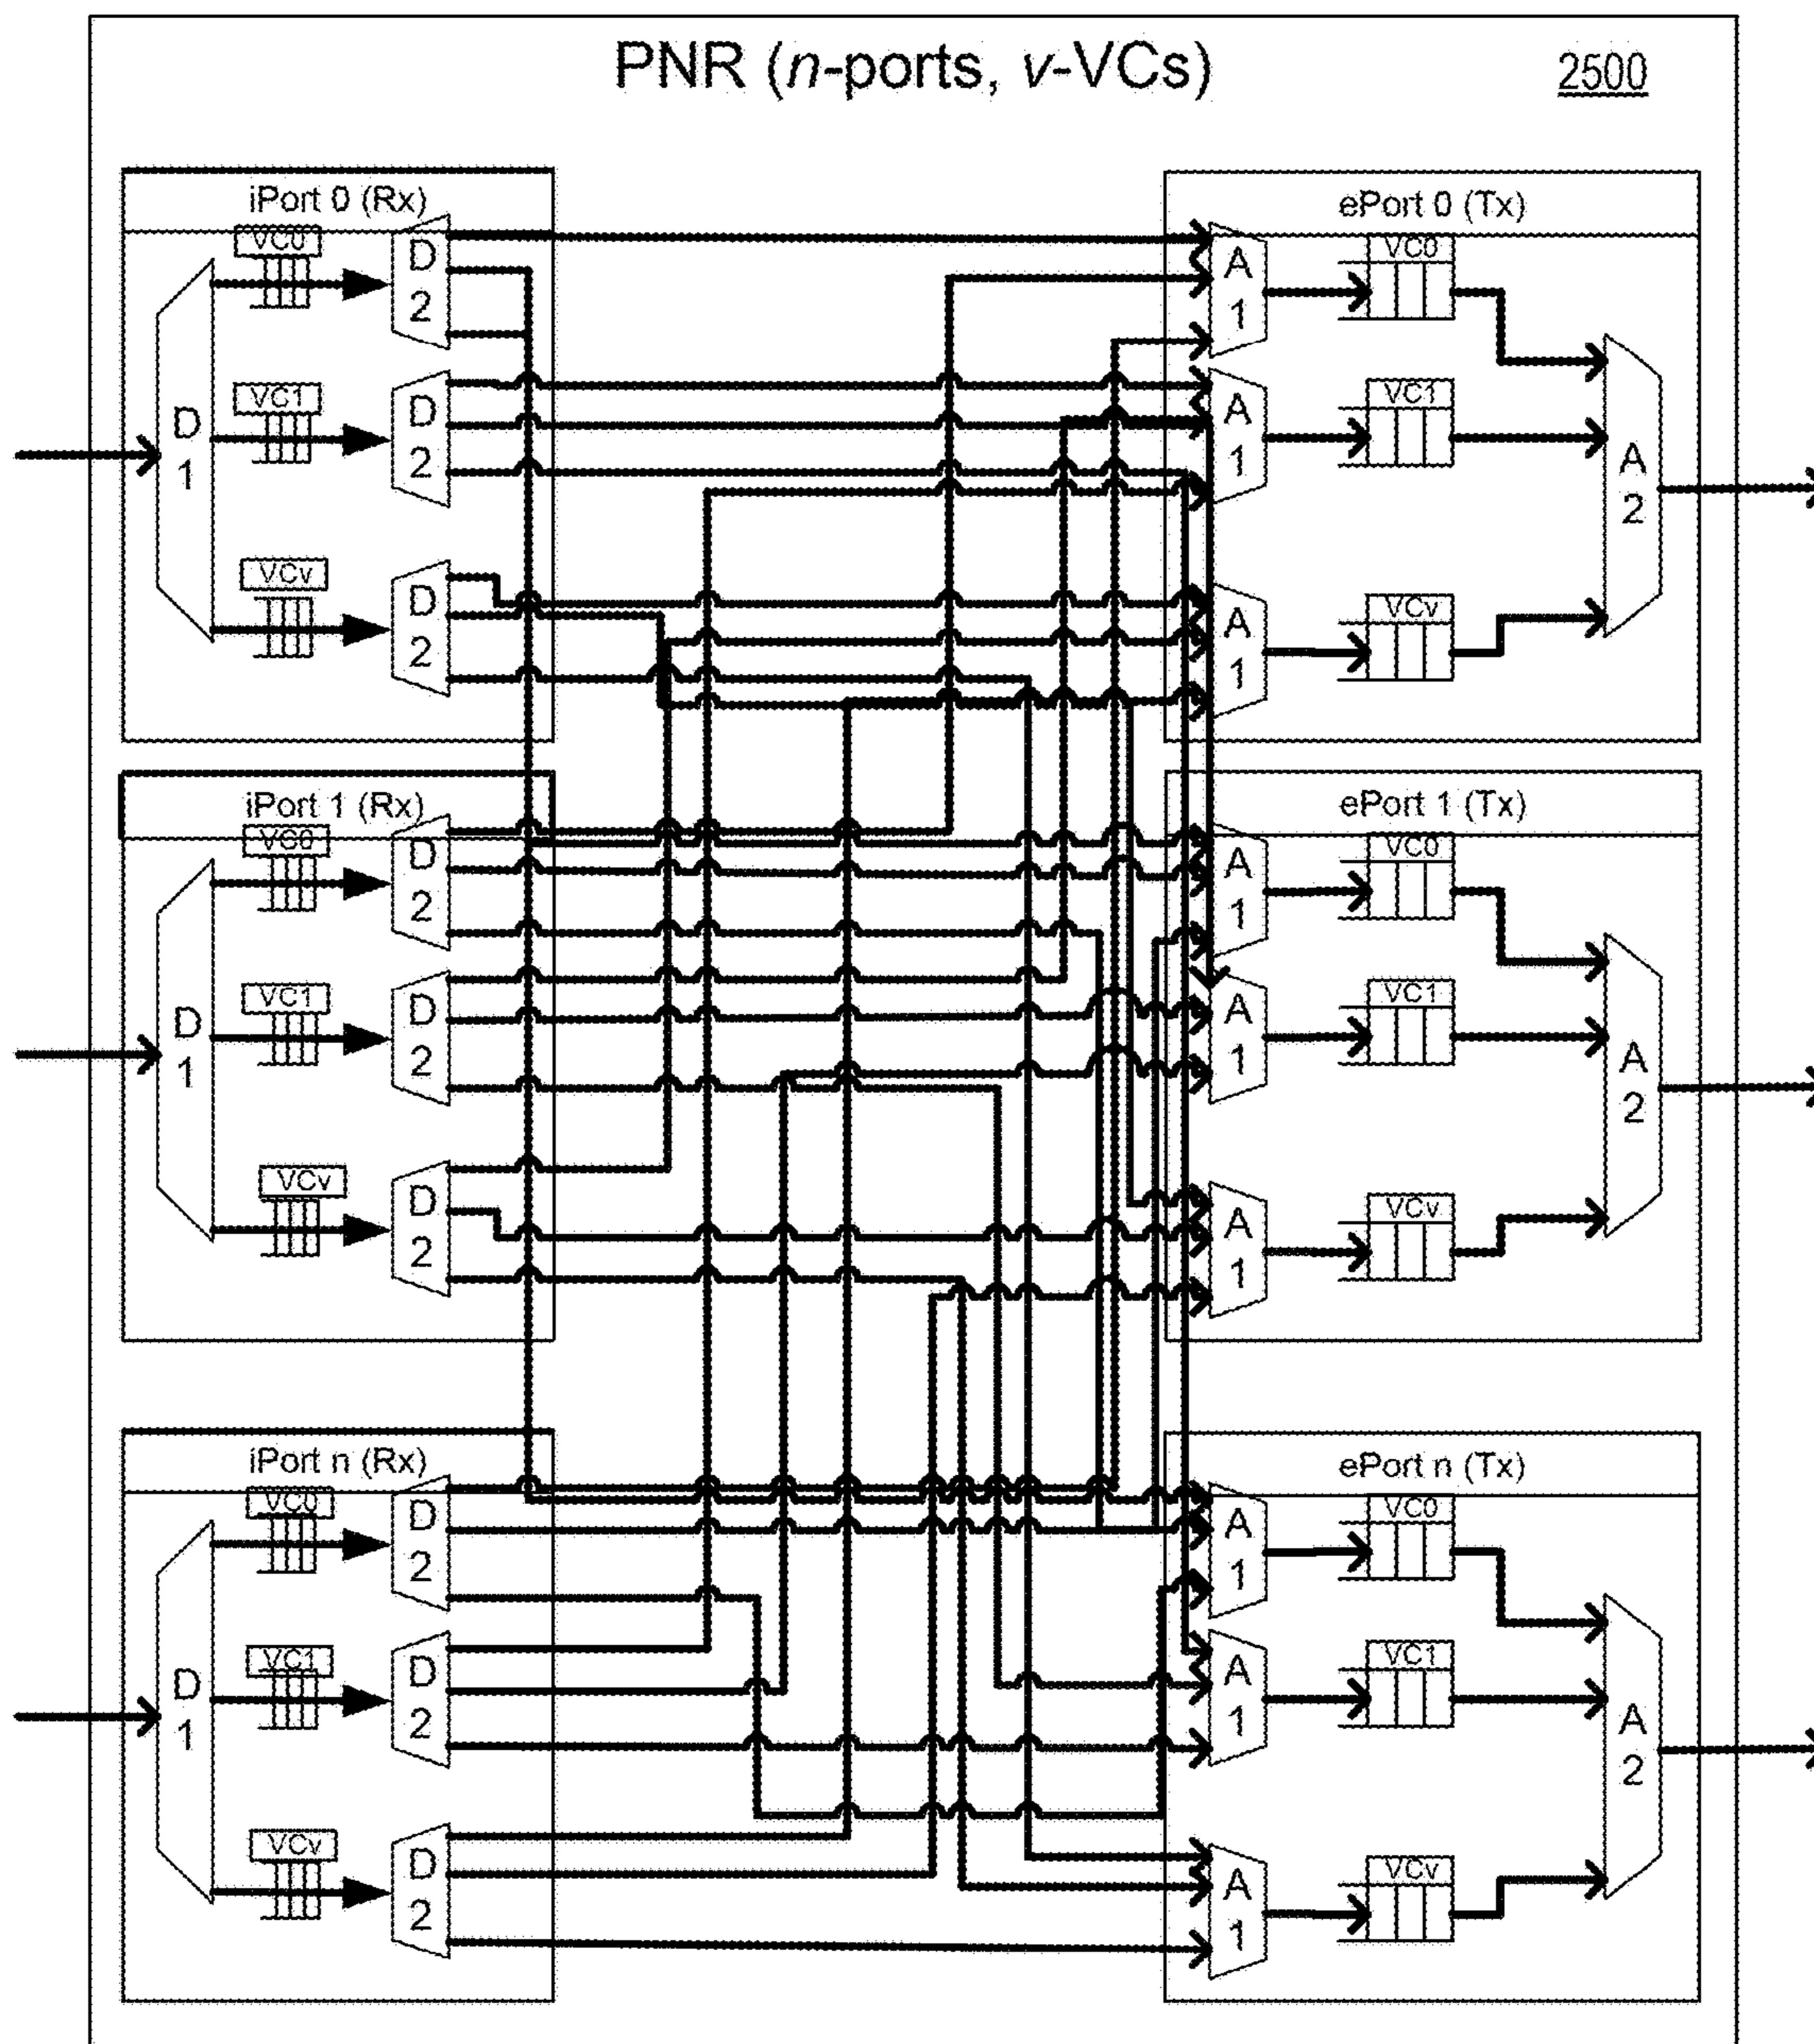 PNR (n-ports, v-VCs)
2500
iPort 0 (Rx)
VC0
D
2
VC1
D
2
D
1
VCv
D
2
ePort 0 (Tx)
A
1
VC0
A
1
VC1
A
2
A
1
VCv
iPort 1 (Rx)
VC0
D
2
VC1
D
2
D
1
VCv
D
2
ePort 1 (Tx)
A
1
VC0
A
1
VC1
A
2
A
1
VCv
iPort n (Rx)
VC0
D
2
VC1
D
2
D
1
VCv
D
2
ePort n (Tx)
A
1
VC0
A
1
VC1
A
2
A
1
VCv